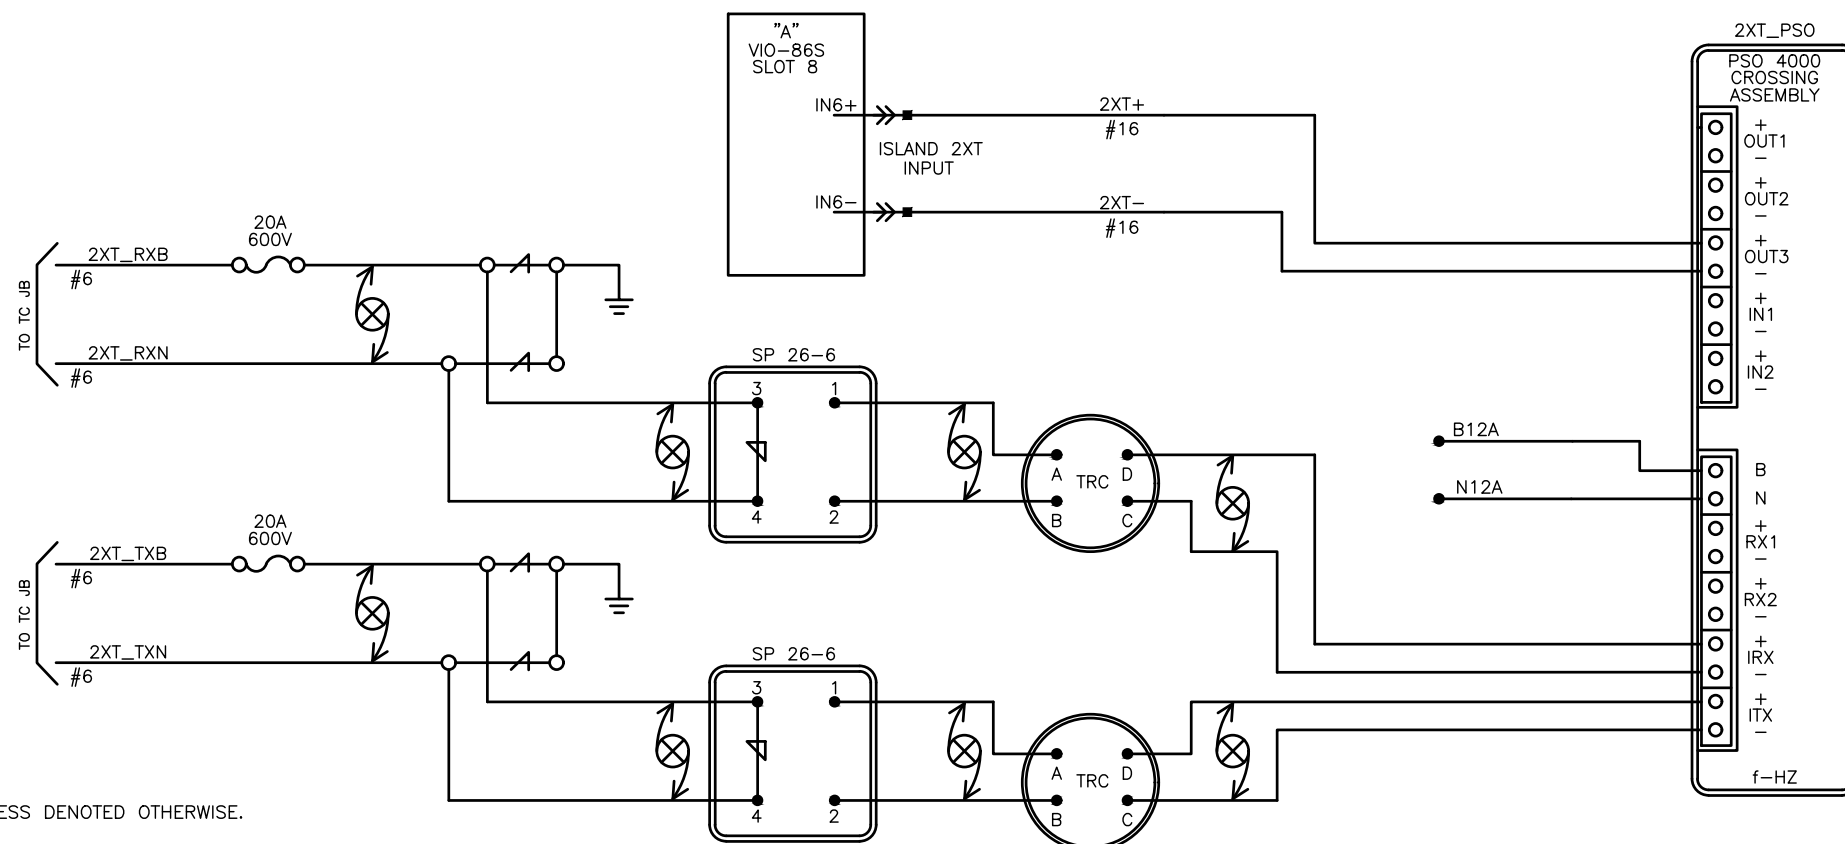 "A"
VIO-86S
SLOT 8
IN6+
2XT+
#16
ISLAND 2XT
INPUT
IN6-
2XT-
#16
2XT_PSO
PSO 4000
CROSSING
ASSEMBLY
+
OUT1
-
+
OUT2
-
+
OUT3
-
+
IN1
-
+
IN2
-
B12A
B
N12A
N
+
RX1
-
+
RX2
-
+
IRX
-
+
ITX
-
f-HZ
TO TC JB
2XT_RXB
#6
20A
600V
2XT_RXN
#6
SP 26-6
3
1
4
2
A
TRC
D
B
C
TO TC JB
2XT_TXB
#6
20A
600V
2XT_TXN
#6
SP 26-6
3
1
4
2
A
TRC
D
B
C
ESS DENOTED OTHERWISE.